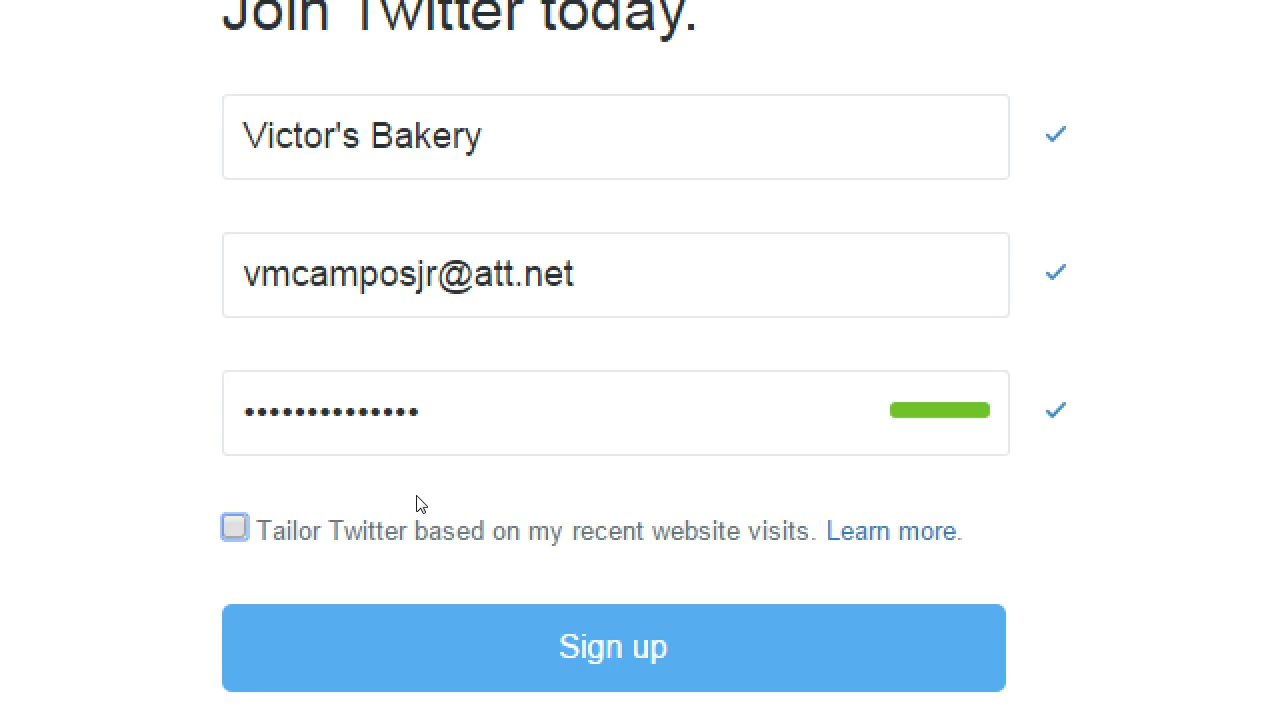 Join Twitter today.
Victor's Bakery
vmcamposjr@att.net
••••••••••••••
Tailor Twitter based on my recent website visits. Learn more.
Sign up